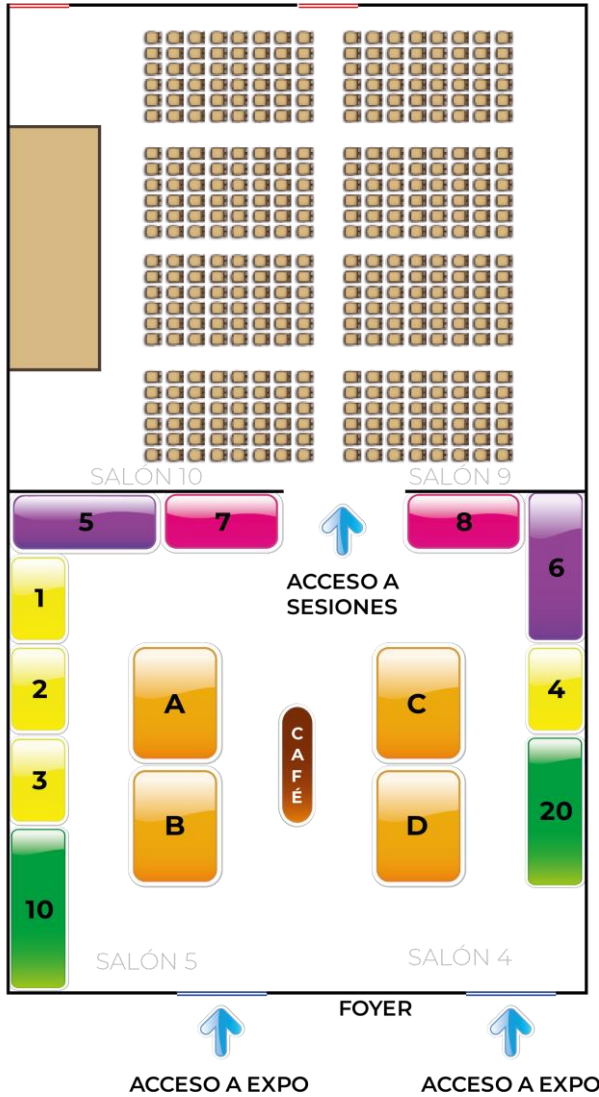 SALÓN 10
SALÓN 9
5
7
8
6
ACCESO A
SESIONES
1
2
3
10
A
B
C
A
F
É
C
D
4
20
SALÓN 5
SALÓN 4
FOYER
ACCESO A EXPO
ACCESO A EXPO